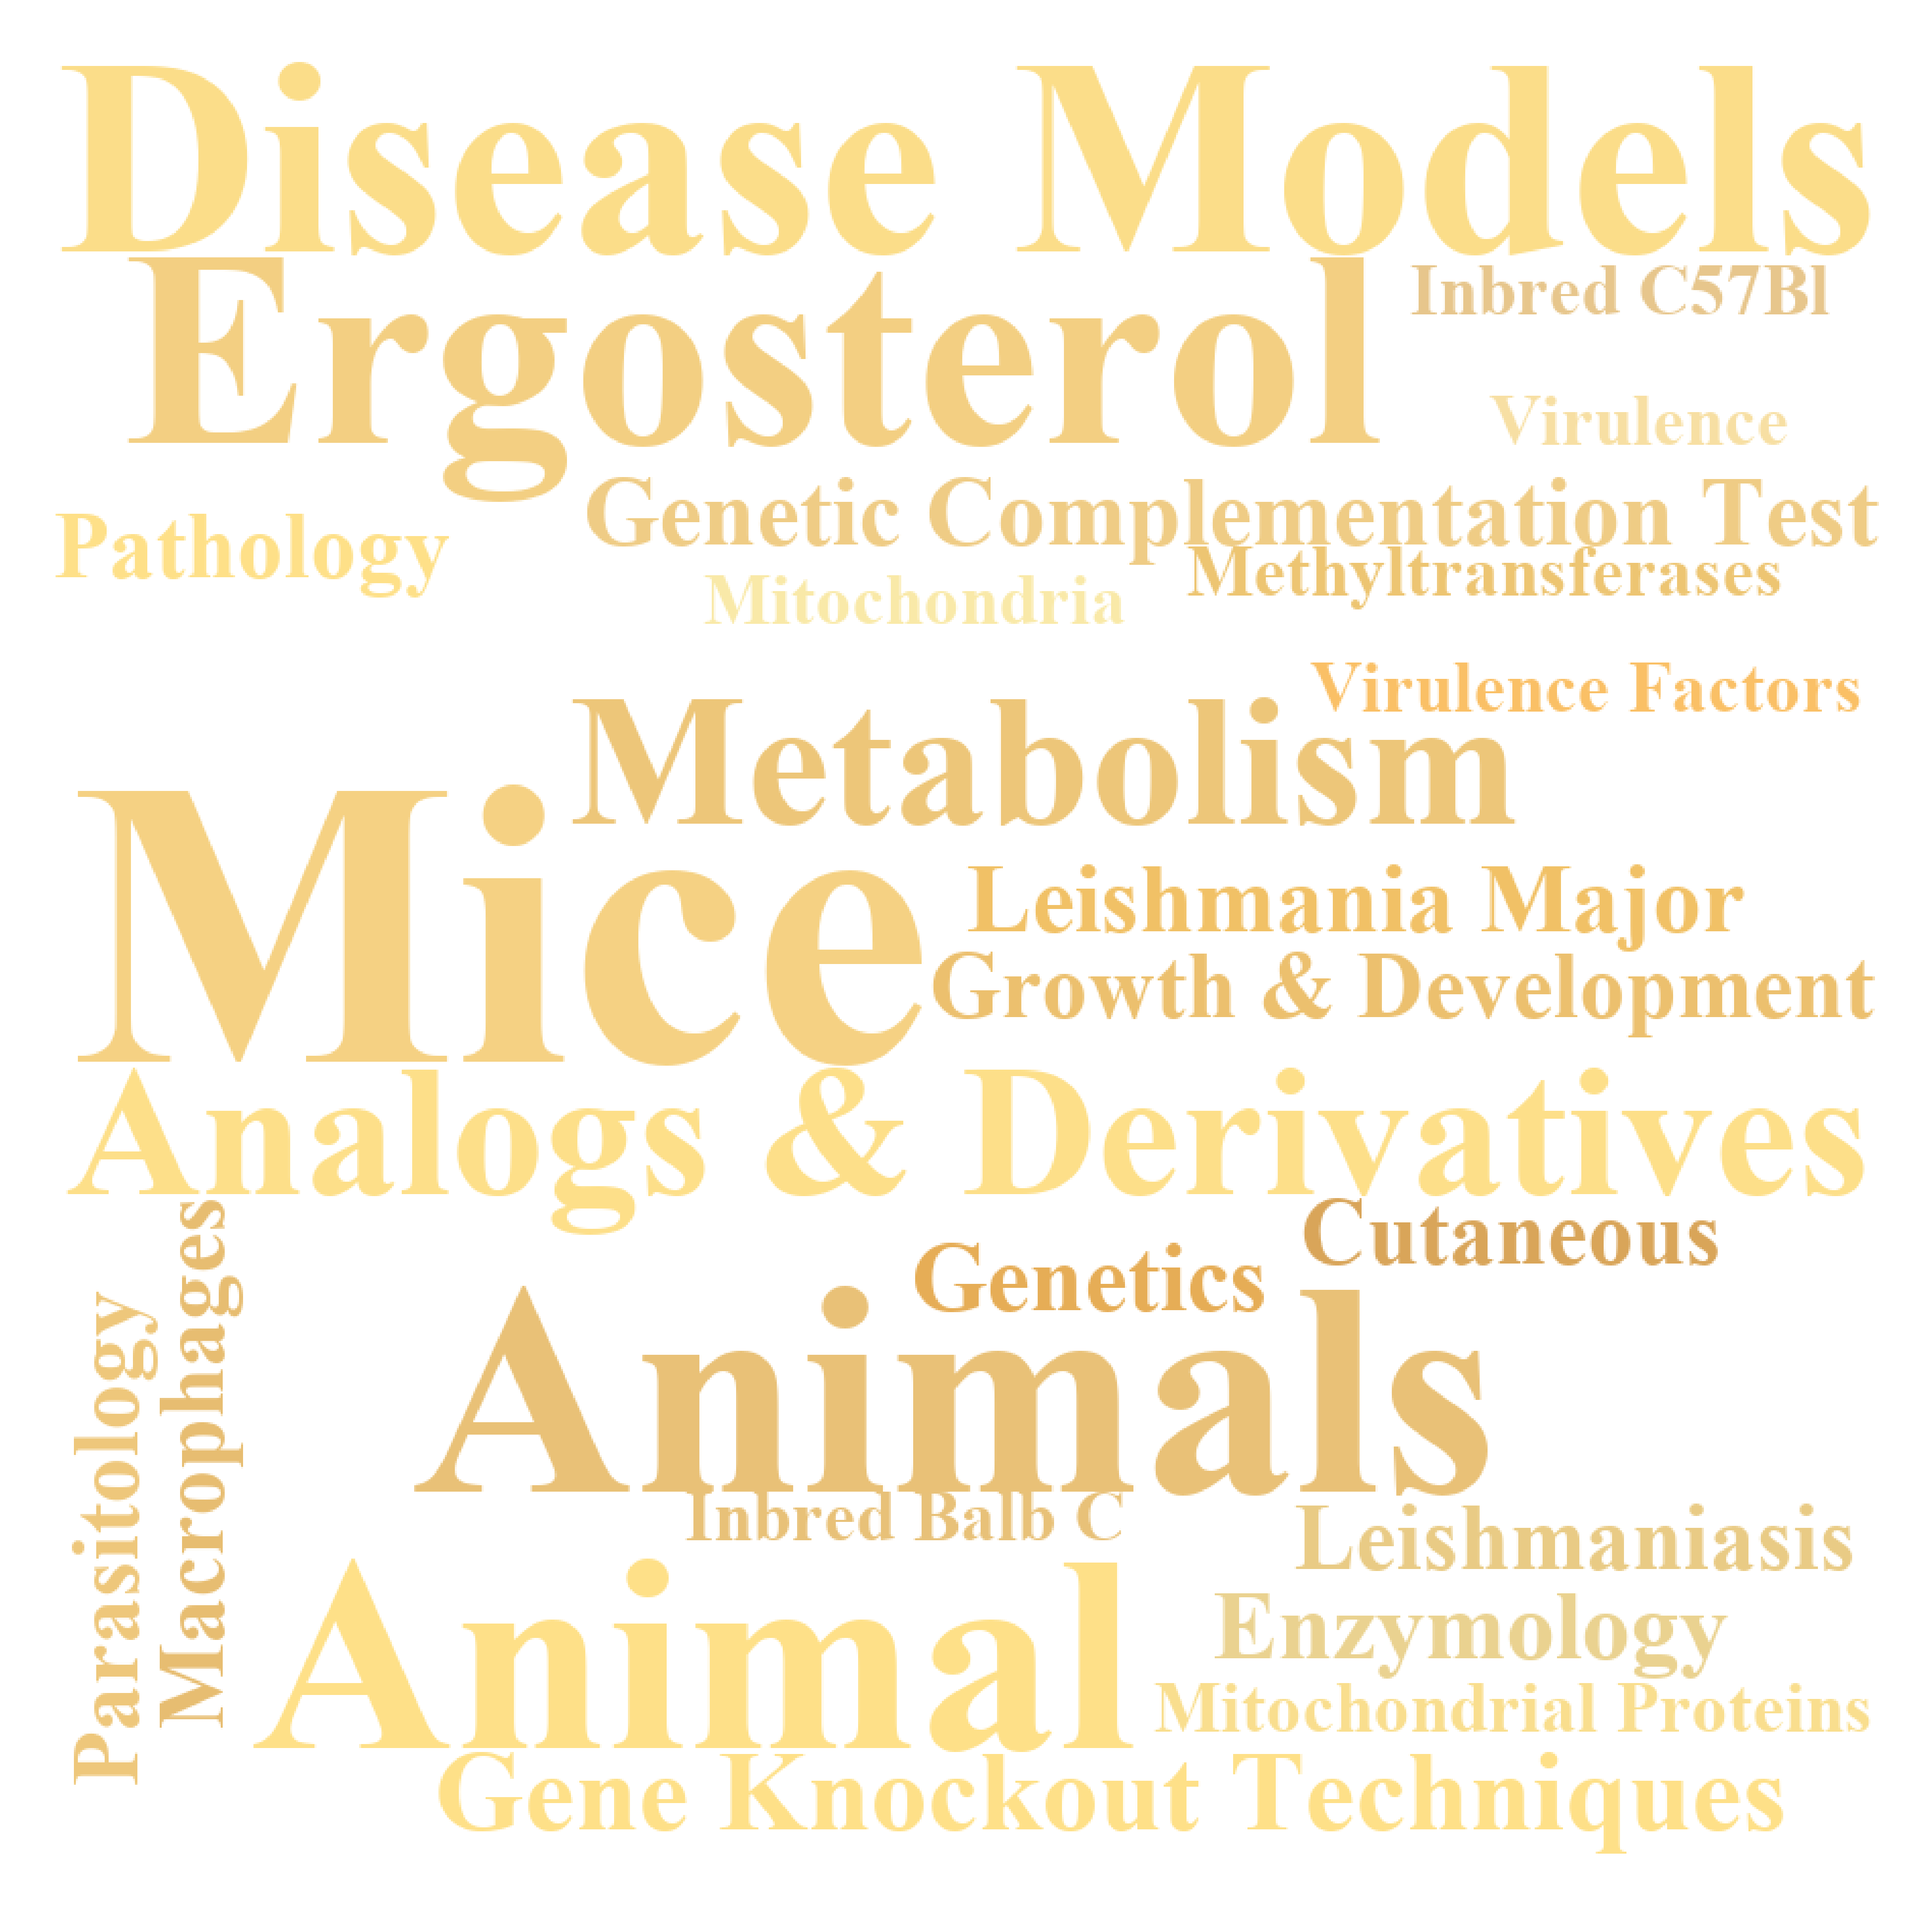 Disease Models
Ergosterol
Inbred C57Bl
Virulence
Genetic Complementation Test
Pathology
Methyltransferases
Mitochondria
Virulence Factors
Metabolism
Mice
Leishmania Major
Growth & Development
Analogs & Derivatives
Cutaneous
Genetics
Parasitology
Macrophages
Animals
Inbred Balb C
Leishmaniasis
Animal
Enzymology
Mitochondrial Proteins
Gene Knockout Techniques